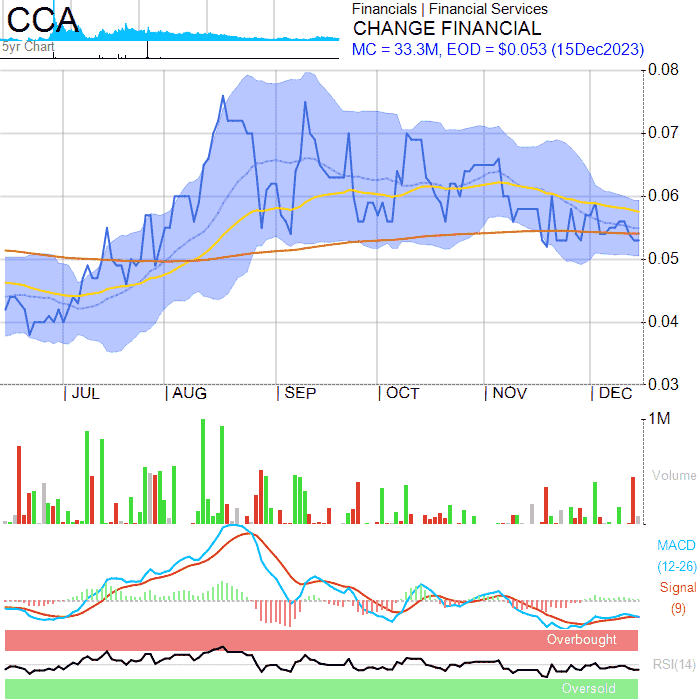 CCA
5yr Chart
Financials | Financial Services
CHANGE FINANCIAL
MC = 33.3M, EOD = $0.053 (15Dec2023)
0.08
0.07
0.06
0.05
0.04
0.03
JUL AUG SEP OCT NOV DEC
1M
Volume
MACD
(12-26)
Signal
(9)
Overbought
RSI(14)
Oversold